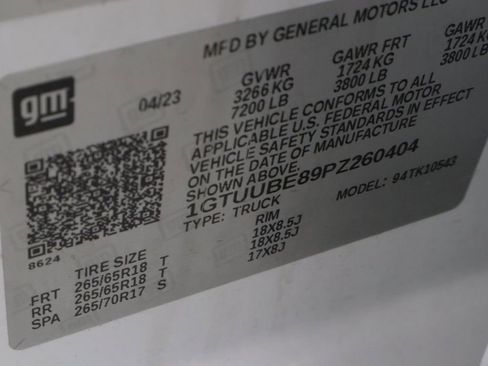 MFD BY GENERAL MOTORS LLC
gm
04/23
GVWR GAWR FRT
3266 KG 1724 KG 1724 KG
7200 LB 3800 LB 3800 LB
THIS VEHICLE CONFORMS TO ALL
APPLICABLE U.S. FEDERAL MOTOR
VEHICLE SAFETY STANDARDS IN EFFECT
ON THE DATE OF MANUFACTURE
SHOWN ABOVE.
1GTUUBE89PZ260404
TYPE: TRUCK MODEL: 94TK10543
8624
TIRE SIZE RIM
FRT 265/65R18 T 18X8.5J
RR 265/65R18 T 18X8.5J
SPA 265/70R17 S 17X8J